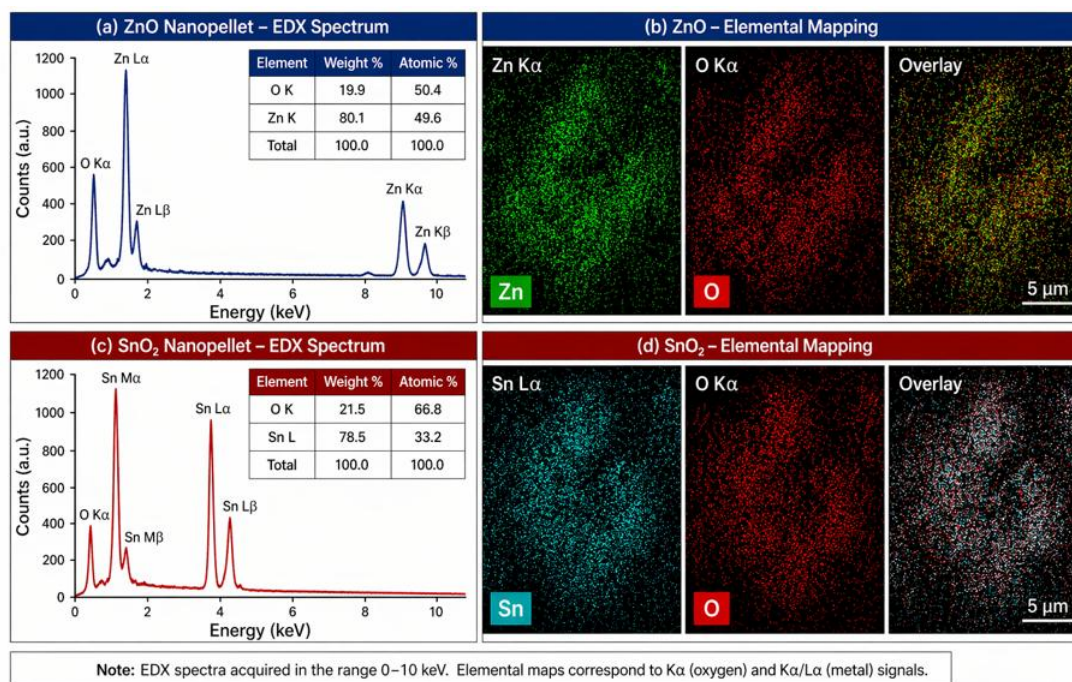 (a) ZnO Nanopellet – EDX Spectrum
Counts (a.u.)
1200
1000
800
600
400
200
0
0 2 4 6 8 10
Energy (keV)
O Kα
Zn Lα
Zn Lβ
Zn Kα
Zn Kβ
Element Weight % Atomic %
O K 19.9 50.4
Zn K 80.1 49.6
Total 100.0 100.0
(b) ZnO – Elemental Mapping
Zn Kα
Zn
O Kα
O
Overlay
5 μm
(c) SnO₂ Nanopellet – EDX Spectrum
Counts (a.u.)
1200
1000
800
600
400
200
0
0 2 4 6 8 10
Energy (keV)
O Kα
Sn Mα
Sn Mβ
Sn Lα
Sn Lβ
Element Weight % Atomic %
O K 21.5 66.8
Sn L 78.5 33.2
Total 100.0 100.0
(d) SnO₂ – Elemental Mapping
Sn Lα
Sn
O Kα
O
Overlay
5 μm
Note: EDX spectra acquired in the range 0–10 keV. Elemental maps correspond to Kα (oxygen) and Kα/Lα (metal) signals.